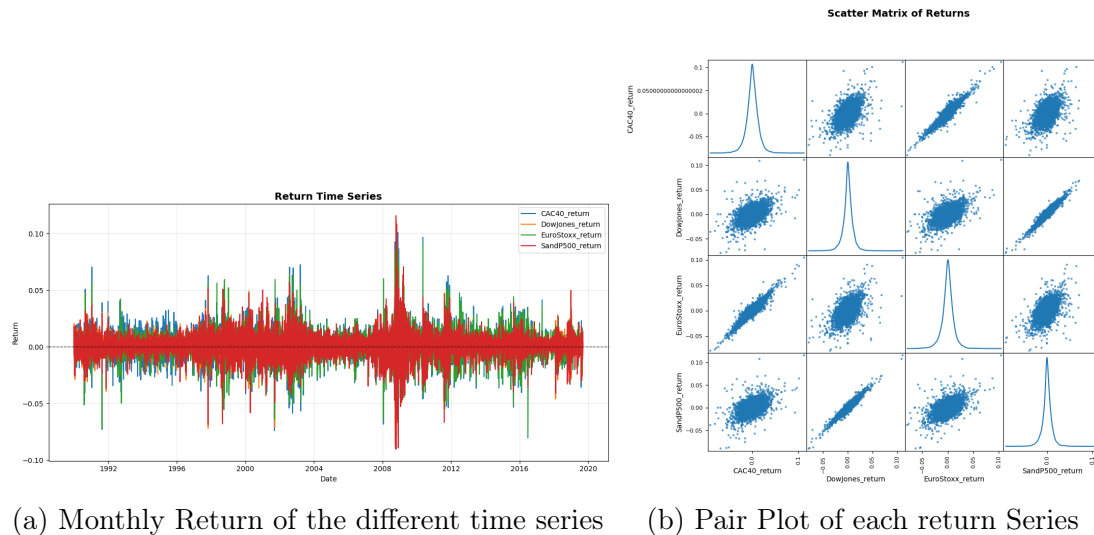 Return Time Series
Return
0.10
0.05
0.00
−0.05
−0.10
CAC40_return
DowJones_return
EuroStoxx_return
SandP500_return
1992 1996 2000 2004 2008 2012 2016 2020
Date
(a) Monthly Return of the different time series
Scatter Matrix of Returns
CAC40_return
0.1
0.05000000000000002
0.0
-0.05
DowJones_return
0.10
0.05
0.00
−0.05
EuroStoxx_return
0.10
0.05
0.00
−0.05
SandP500_return
0.10
0.05
0.00
−0.05
0.0 0.1
CAC40_return
−0.05 0.00 0.05 0.10
DowJones_return
−0.05 0.00 0.05 0.10
EuroStoxx_return
0.0 0.1
SandP500_return
(b) Pair Plot of each return Series